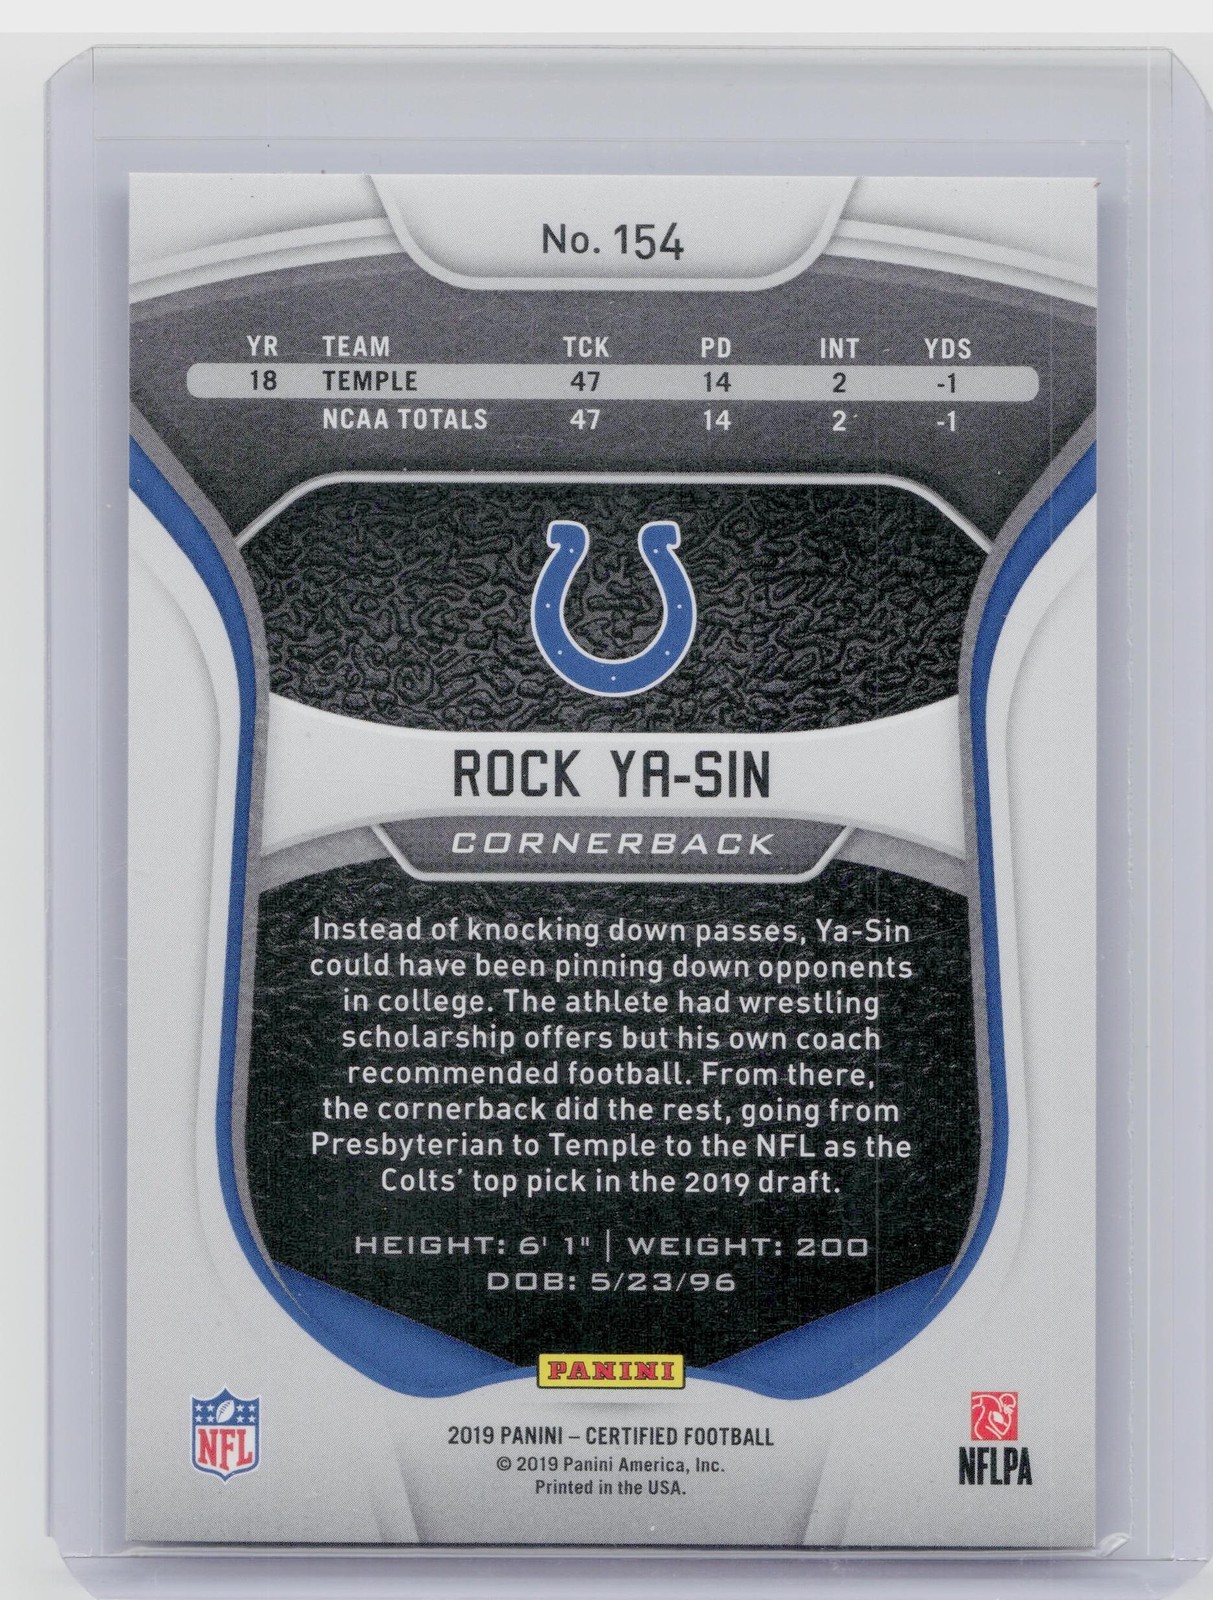 No. 154
YR TEAM TCK PD INT YDS
18 TEMPLE 47 14 2 -1
NCAA TOTALS 47 14 2 -1
ROCK YA-SIN
CORNERBACK
Instead of knocking down passes, Ya-Sin
could have been pinning down opponents
in college. The athlete had wrestling
scholarship offers but his own coach
recommended football. From there,
the cornerback did the rest, going from
Presbyterian to Temple to the NFL as the
Colts' top pick in the 2019 draft.
HEIGHT: 6' 1" | WEIGHT: 200
DOB: 5/23/96
PANINI
NFL
2019 PANINI – CERTIFIED FOOTBALL
© 2019 Panini America, Inc.
Printed in the USA.
NFLPA